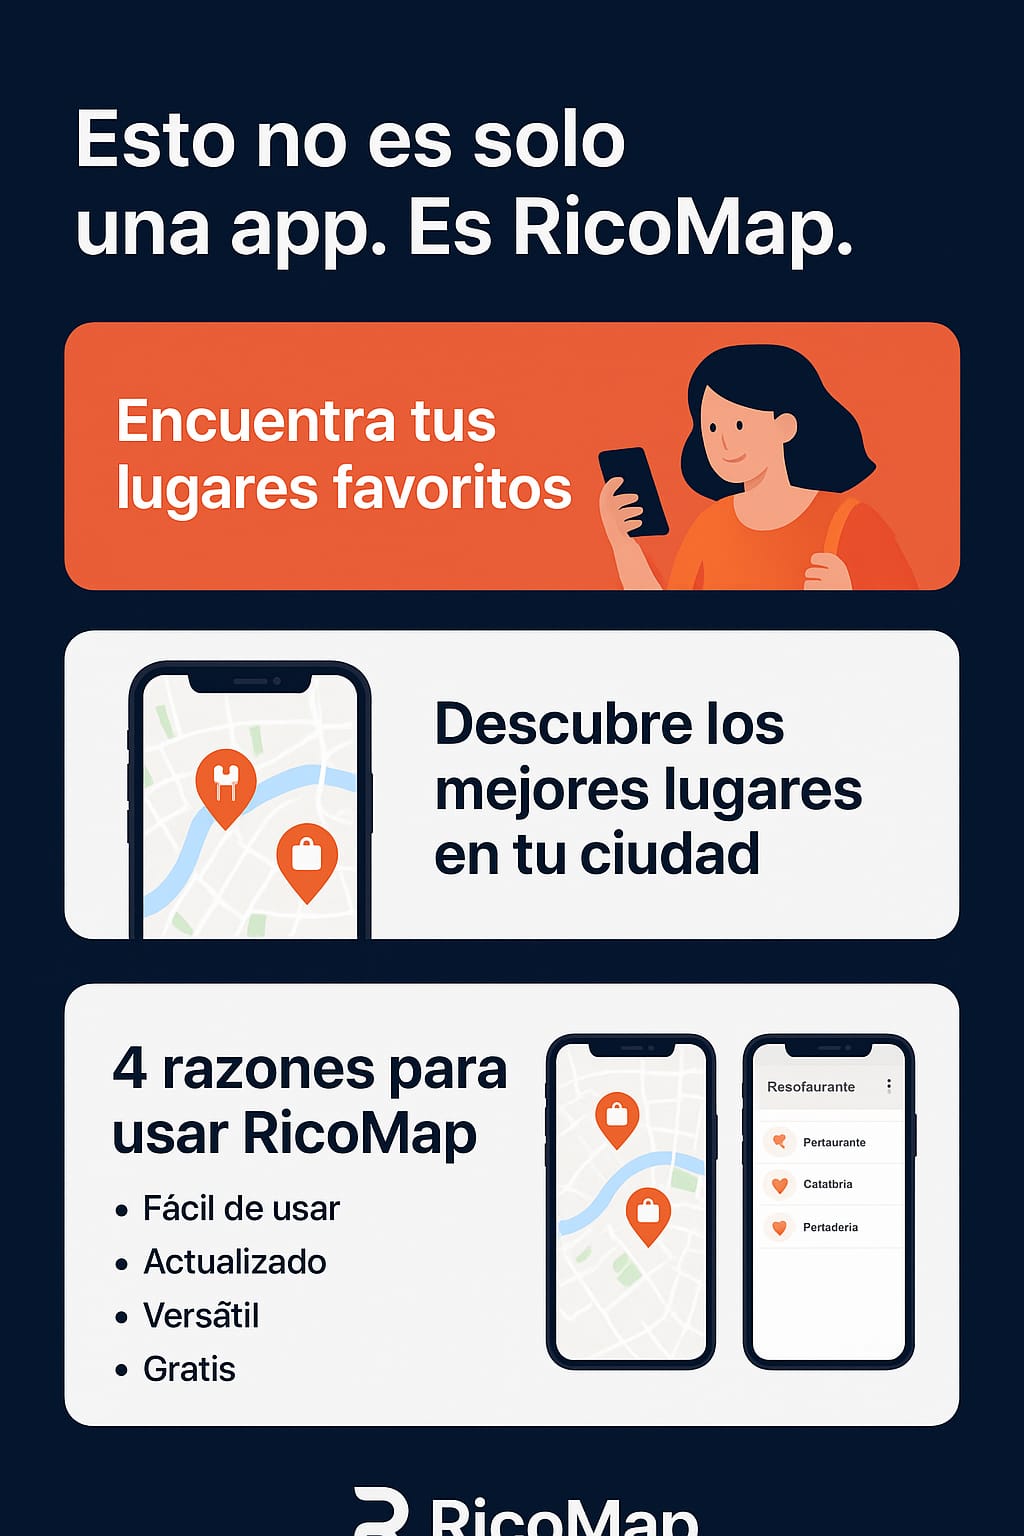 Esto no es solo
una app. Es RicoMap.
Encuentra tus
lugares favoritos
Descubre los
mejores lugares
en tu ciudad
4 razones para
usar RicoMap
• Fácil de usar
• Actualizado
• Versãtil
• Gratis
Resofaurante
Pertaurante
Catatbria
Pertaderia
RicoMap